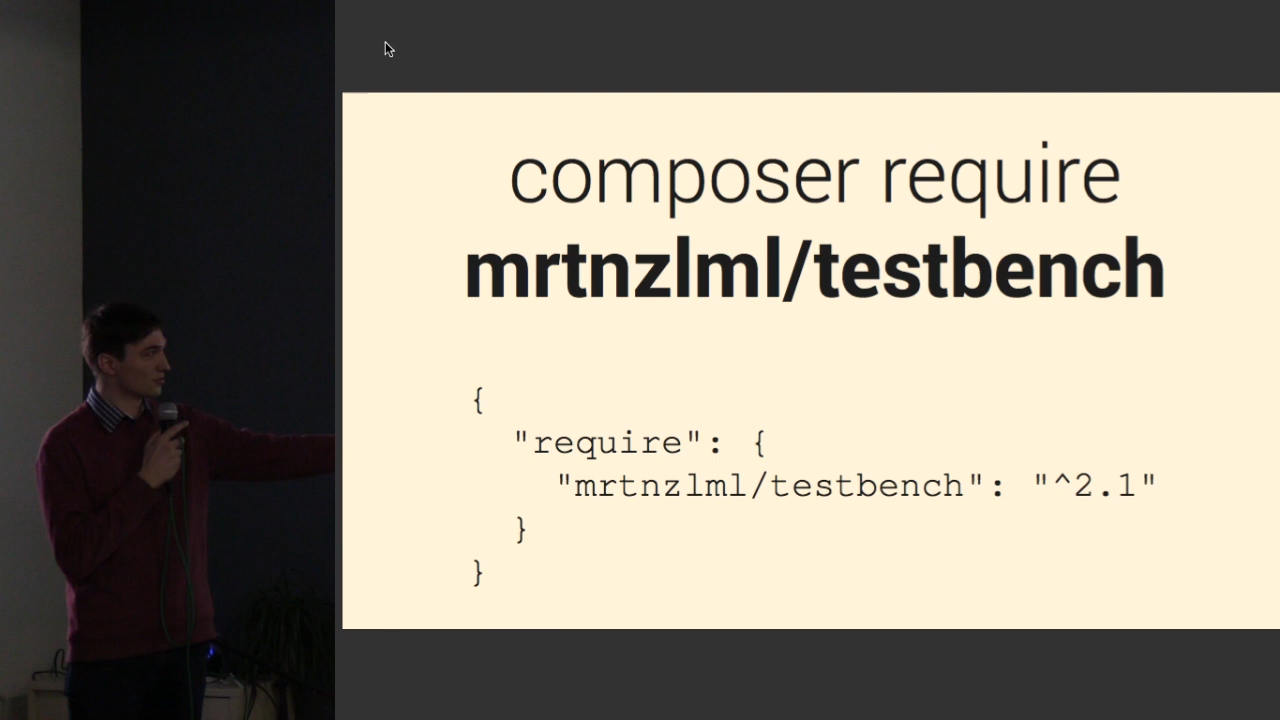 composer require
mrtnzlml/testbench
{
"require": {
"mrtnzlml/testbench": "^2.1"
}
}